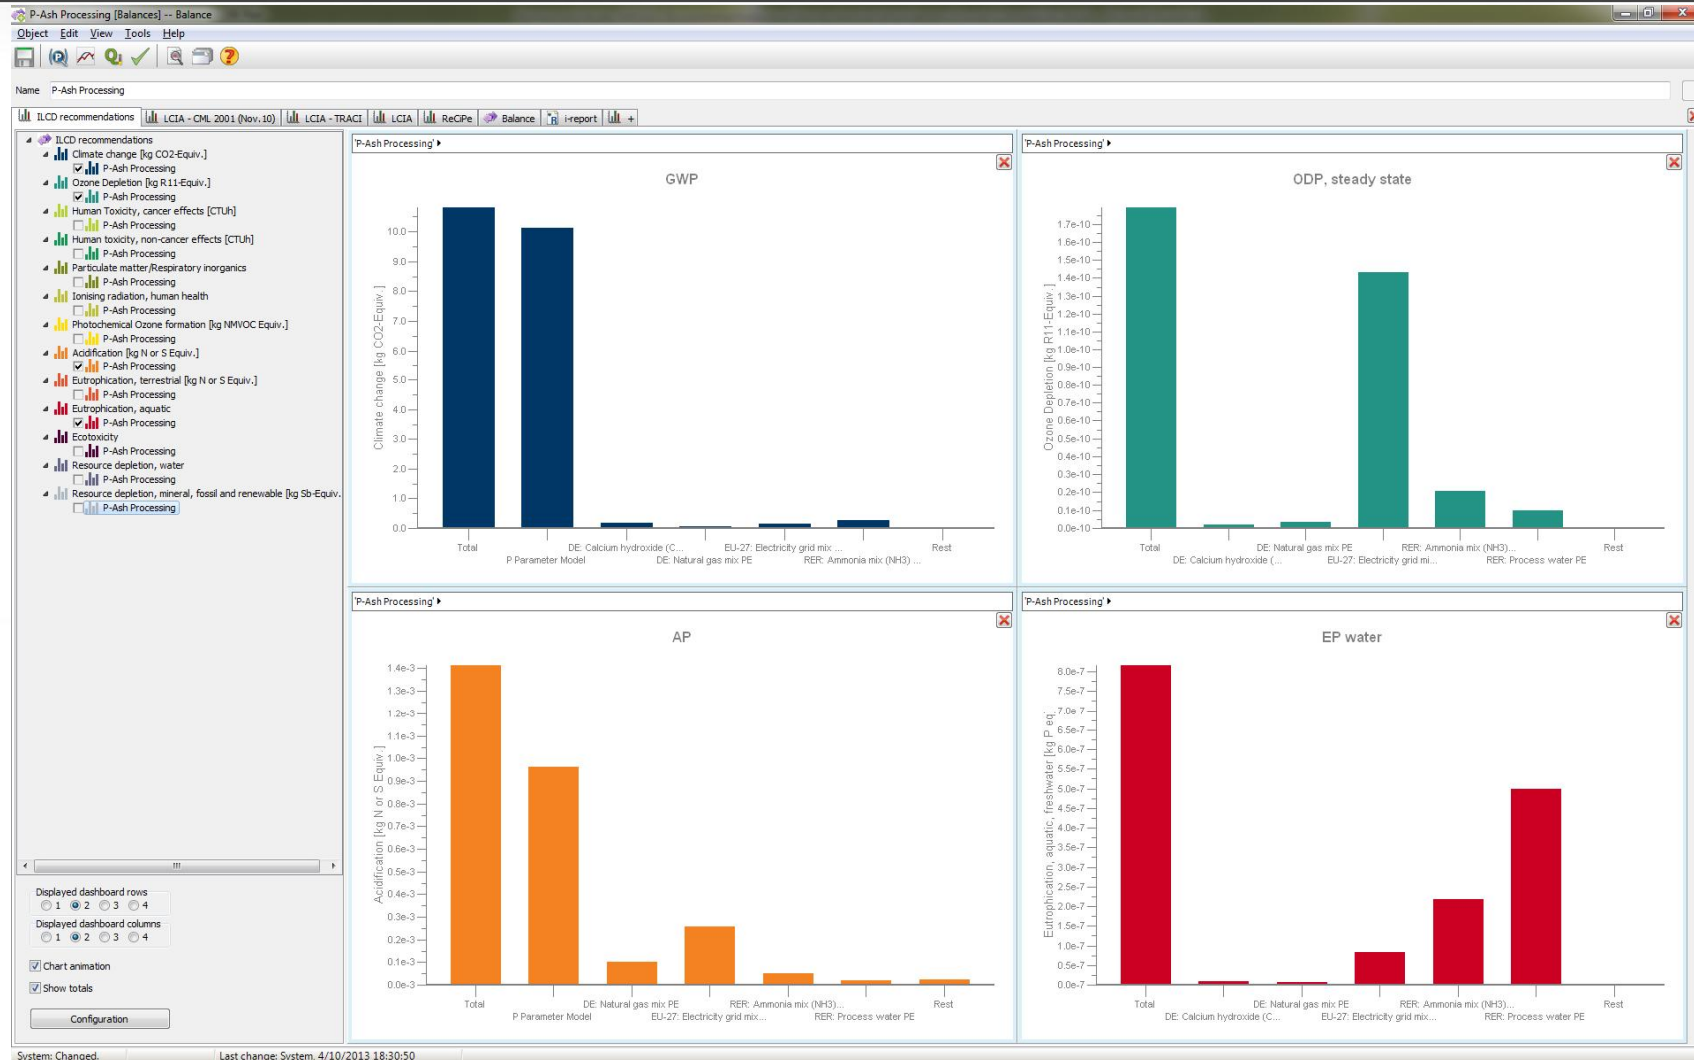 P-Ash Processing [Balances] -- Balance
Object Edit View Tools Help
Name P-Ash Processing
ILCD recommendations LCIA - CML 2001 (Nov. 10) LCIA - TRACI LCIA ReCiPe Balance i-report +
ILCD recommendations
Climate change [kg CO2-Equiv.]
P-Ash Processing
Ozone Depletion [kg R11-Equiv.]
P-Ash Processing
Human Toxicity, cancer effects [CTUh]
P-Ash Processing
Human toxicity, non-cancer effects [CTUh]
P-Ash Processing
Particulate matter/Respiratory inorganics
P-Ash Processing
Ionising radiation, human health
P-Ash Processing
Photochemical Ozone formation [kg NMVOC Equiv.]
P-Ash Processing
Acidification [kg N or S Equiv.]
P-Ash Processing
Eutrophication, terrestrial [kg N or S Equiv.]
P-Ash Processing
Eutrophication, aquatic
P-Ash Processing
Ecotoxicity
P-Ash Processing
Resource depletion, water
P-Ash Processing
Resource depletion, mineral, fossil and renewable [kg Sb-Equiv.
P-Ash Processing
Displayed dashboard rows
1 2 3 4
Displayed dashboard columns
1 2 3 4
Chart animation
Show totals
Configuration
'P-Ash Processing'
GWP
Climate change [kg CO2-Equiv.]
10.0
9.0
8.0
7.0
6.0
5.0
4.0
3.0
2.0
1.0
0.0
Total DE: Calcium hydroxide (C... EU-27: Electricity grid mix ... Rest
P Parameter Model DE: Natural gas mix PE RER: Ammonia mix (NH3) ...
'P-Ash Processing'
ODP, steady state
Ozone Depletion [kg R11-Equiv.]
1.7e-10
1.6e-10
1.5e-10
1.4e-10
1.3e-10
1.2e-10
1.1e-10
1.0e-10
0.9e-10
0.8e-10
0.7e-10
0.6e-10
0.5e-10
0.4e-10
0.3e-10
0.2e-10
0.1e-10
0.0e-10
Total DE: Natural gas mix PE RER: Ammonia mix (NH3)... Rest
DE: Calcium hydroxide (... EU-27: Electricity grid mi... RER: Process water PE
'P-Ash Processing'
AP
Acidification [kg N or S Equiv.]
1.4e-3
1.3e-3
1.2e-3
1.1e-3
1.0e-3
0.9e-3
0.8e-3
0.7e-3
0.6e-3
0.5e-3
0.4e-3
0.3e-3
0.2e-3
0.1e-3
0.0e-3
Total DE: Natural gas mix PE RER: Ammonia mix (NH3)... Rest
P Parameter Model EU-27: Electricity grid mix... RER: Process water PE
'P-Ash Processing'
EP water
Eutrophication, aquatic, freshwater [kg P eq.
8.0e-7
7.5e-7
7.0e-7
6.5e-7
6.0e-7
5.5e-7
5.0e-7
4.5e-7
4.0e-7
3.5e-7
3.0e-7
2.5e-7
2.0e-7
1.5e-7
1.0e-7
0.5e-7
0.0e-7
Total DE: Natural gas mix PE RER: Ammonia mix (NH3)... Rest
DE: Calcium hydroxide (C... EU-27: Electricity grid mix... RER: Process water PE
System: Changed. Last change: System, 4/10/2013 18:30:50